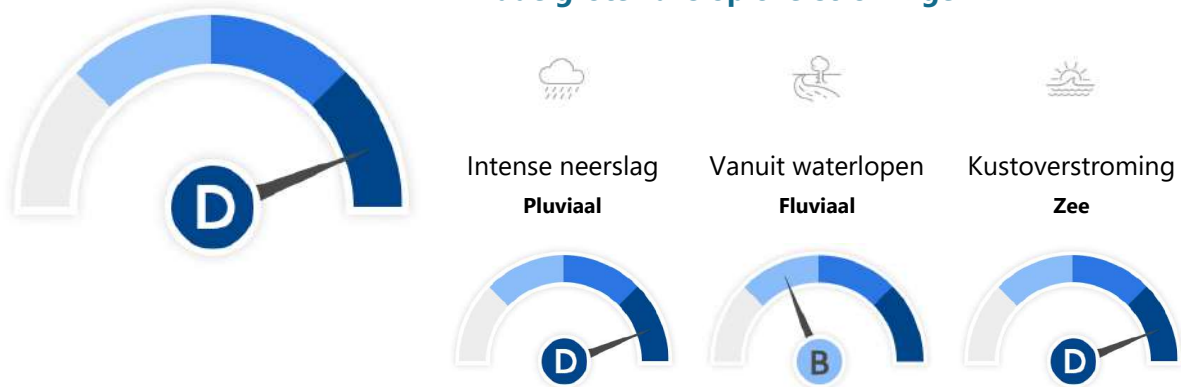 D
Intense neerslag
Pluviaal
D
Vanuit waterlopen
Fluviaal
B
Kustoverstroming
Zee
D